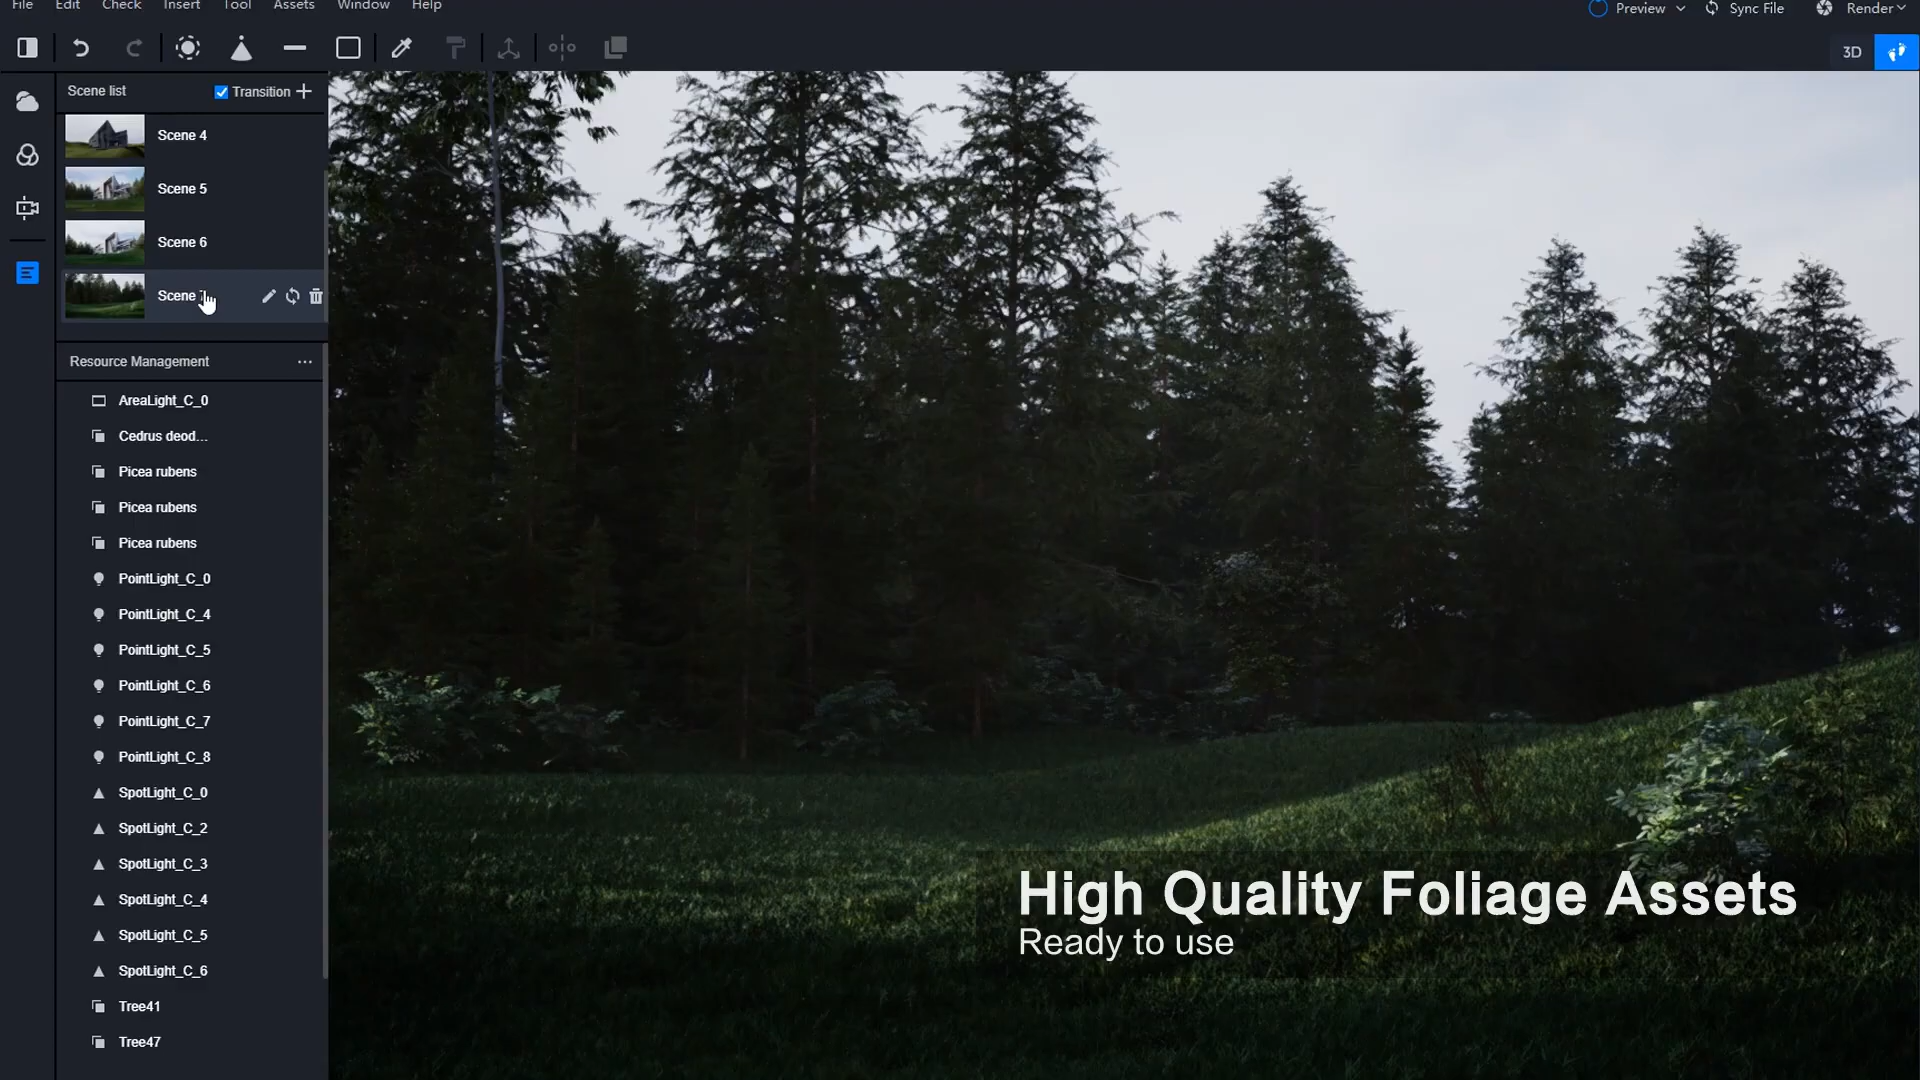 File Edit Check Insert Tool Assets Window Help
Preview Sync File Render
3D
Scene list Transition
Scene 4
Scene 5
Scene 6
Scene
Resource Management
AreaLight_C_0
Cedrus deod...
Picea rubens
Picea rubens
Picea rubens
PointLight_C_0
PointLight_C_4
PointLight_C_5
PointLight_C_6
PointLight_C_7
PointLight_C_8
SpotLight_C_0
SpotLight_C_2
SpotLight_C_3
SpotLight_C_4
SpotLight_C_5
SpotLight_C_6
Tree41
Tree47
High Quality Foliage Assets
Ready to use